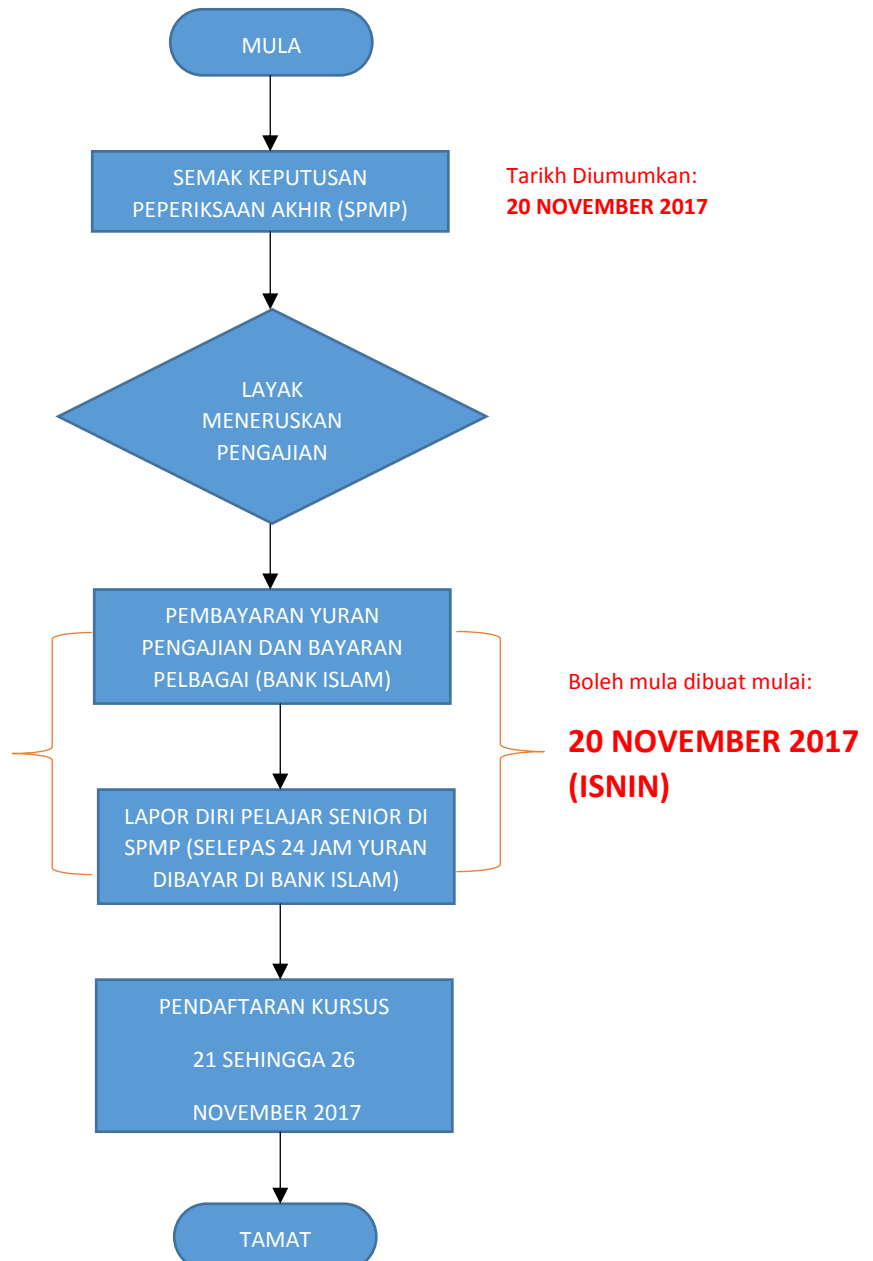 MULA
SEMAK KEPUTUSAN
PEPERIKSAAN AKHIR (SPMP)
Tarikh Diumumkan:
20 NOVEMBER 2017
LAYAK
MENERUSKAN
PENGAJIAN
PEMBAYARAN YURAN
PENGAJIAN DAN BAYARAN
PELBAGAI (BANK ISLAM)
Boleh mula dibuat mulai:
20 NOVEMBER 2017
(ISNIN)
LAPOR DIRI PELAJAR SENIOR DI
SPMP (SELEPAS 24 JAM YURAN
DIBAYAR DI BANK ISLAM)
PENDAFTARAN KURSUS
21 SEHINGGA 26
NOVEMBER 2017
TAMAT